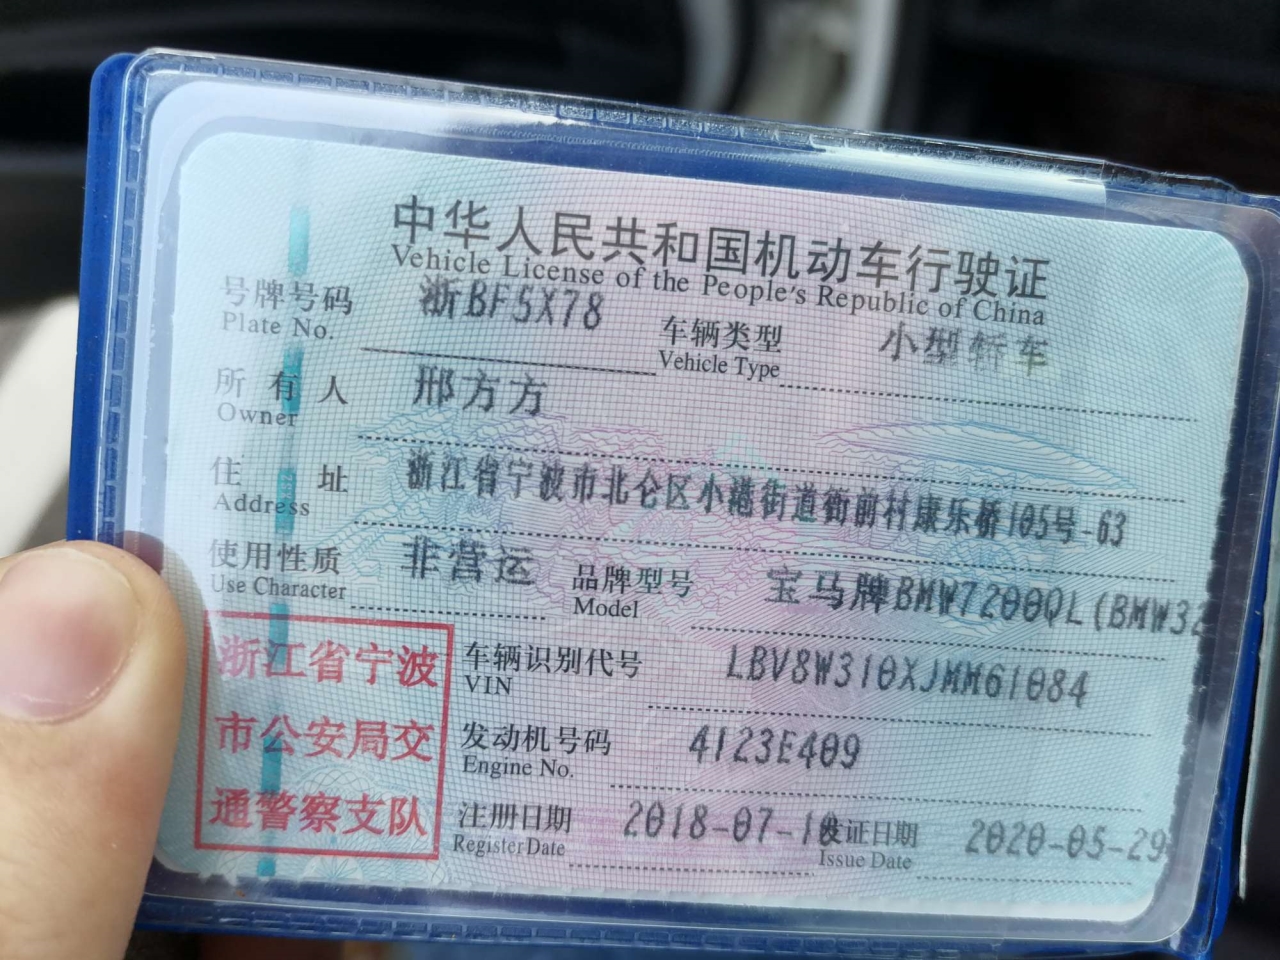 中华人民共和国机动车行驶证
Vehicle License of the People's Republic of China
号牌号码 浙BF5X78 车辆类型 小型轿车
Plate No. Vehicle Type
所有人 邢方方
Owner
住址 浙江省宁波市北仑区小港街道衙前村康乐桥105号-63
Address
使用性质 非营运 品牌型号 宝马牌BMW7200QL(BMW32
Use Character Model
浙江省宁波 车辆识别代号 LBV8W310XJMM61084
VIN
市公安局交 发动机号码 4123E409
Engine No.
通警察支队 注册日期 2018-07-10 发证日期 2020-05-29
Register Date Issue Date